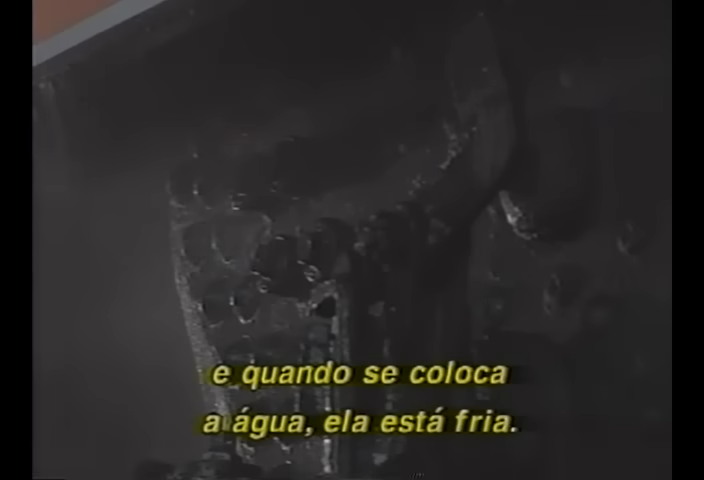 e quando se coloca
a água, ela está fria.